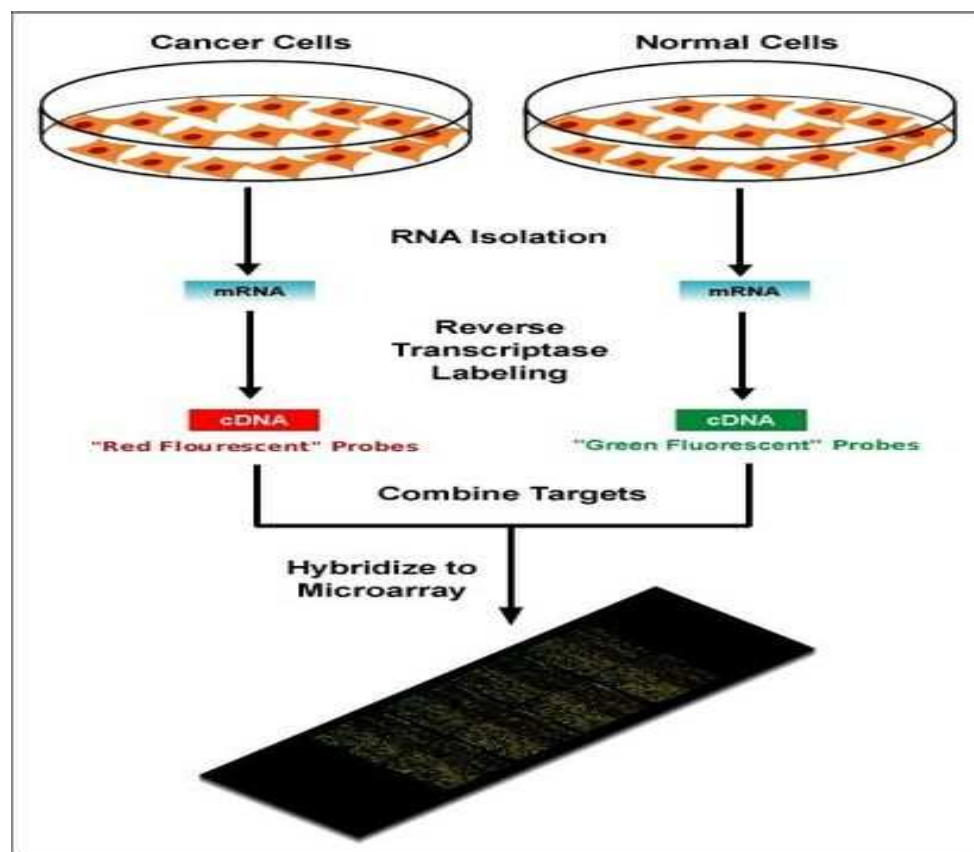 Cancer Cells
Normal Cells
RNA Isolation
mRNA
mRNA
Reverse
Transcriptase
Labeling
cDNA
cDNA
"Red Flourescent" Probes
"Green Fluorescent" Probes
Combine Targets
Hybridize to
Microarray